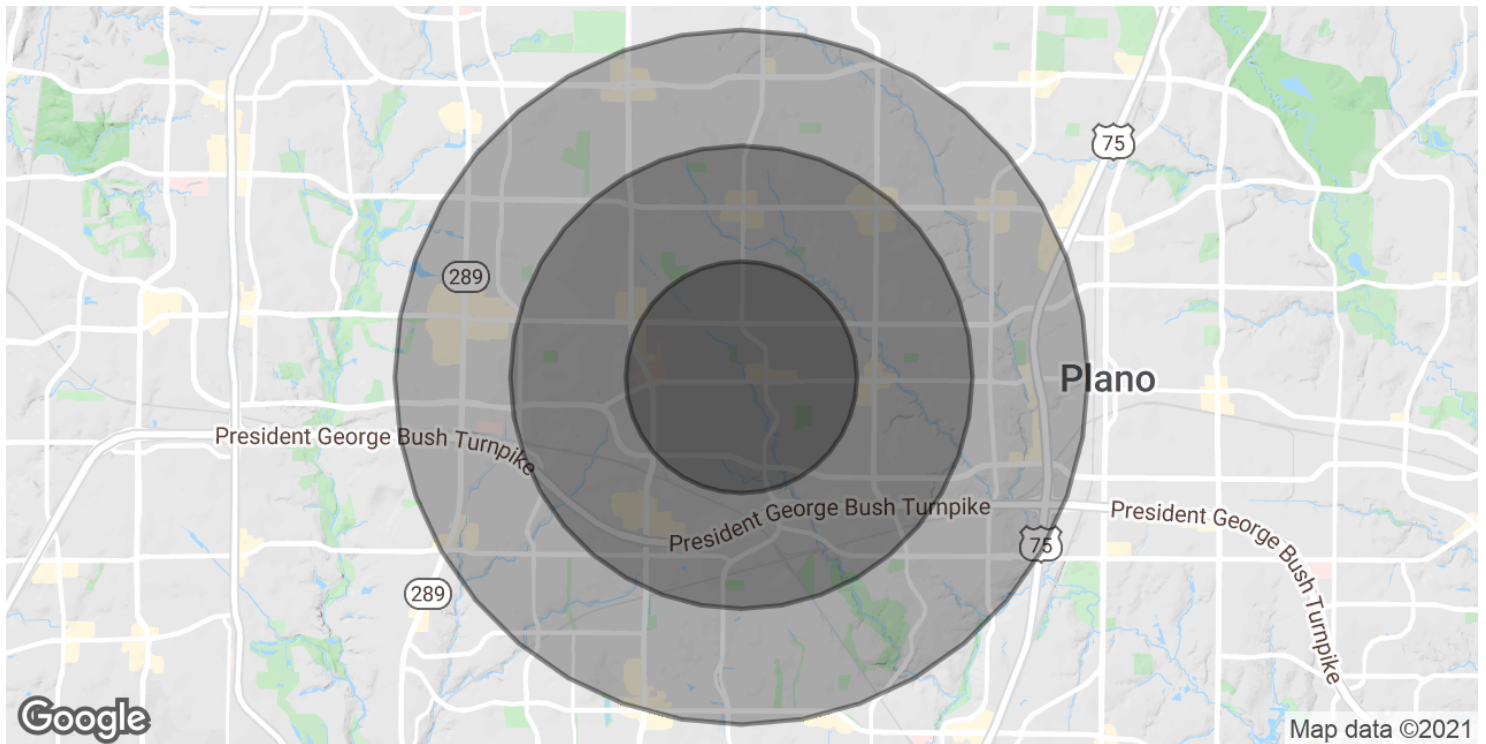 75
289
Plano
President George Bush Turnpike
President George Bush Turnpike
President George Bush Turnpike
75
289
Google
Map data ©2021